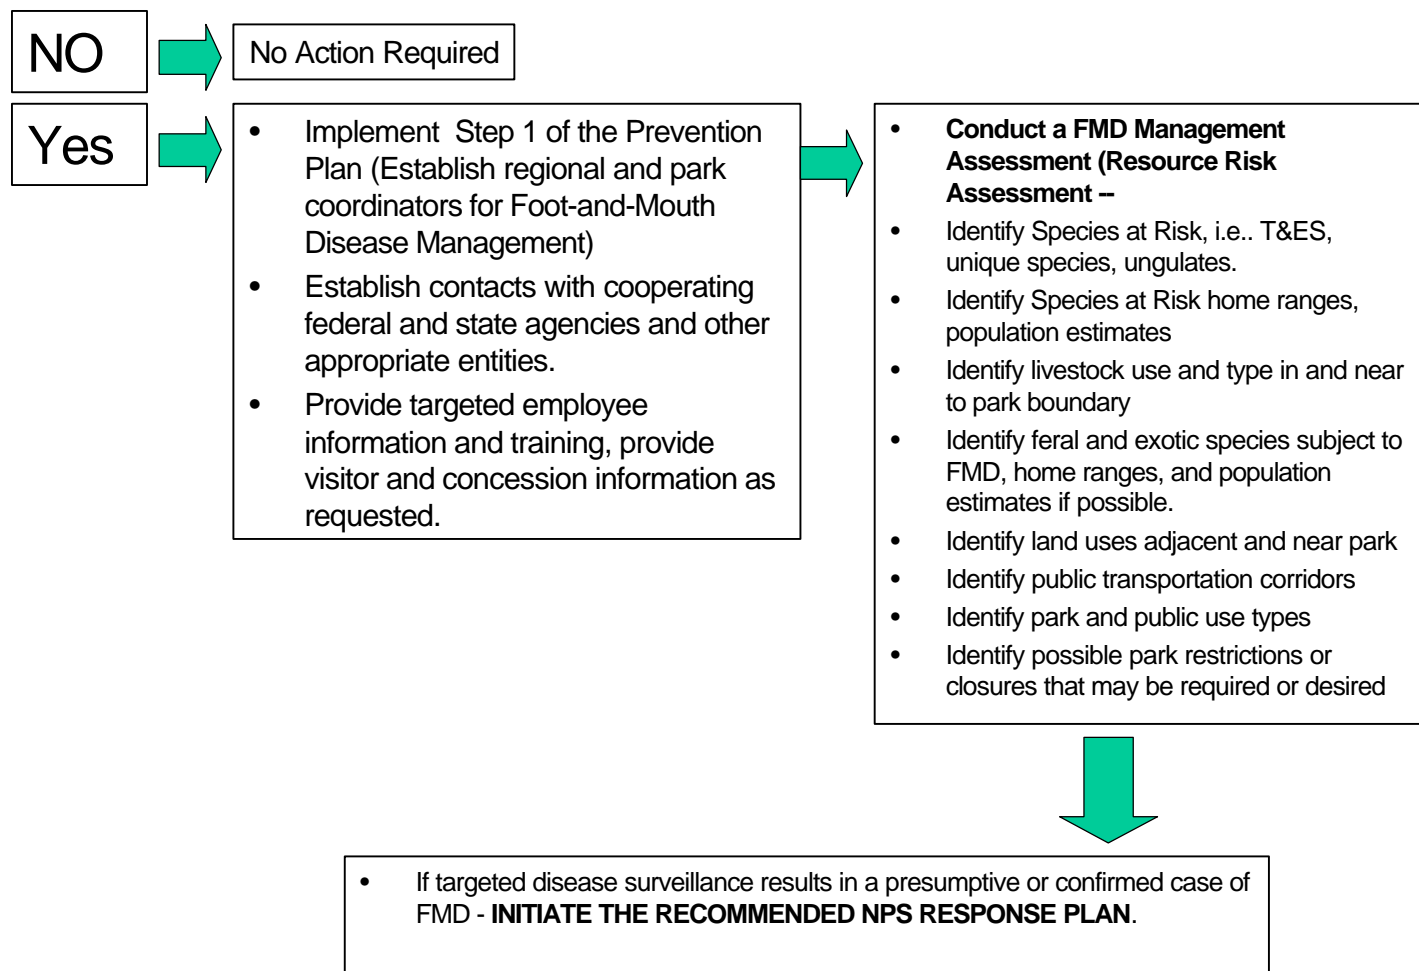 NO
No Action Required
Yes
• Implement Step 1 of the Prevention
Plan (Establish regional and park
coordinators for Foot-and-Mouth
Disease Management)
• Establish contacts with cooperating
federal and state agencies and other
appropriate entities.
• Provide targeted employee
information and training, provide
visitor and concession information as
requested.
• Conduct a FMD Management
Assessment (Resource Risk
Assessment --
• Identify Species at Risk, i.e.. T&ES,
unique species, ungulates.
• Identify Species at Risk home ranges,
population estimates
• Identify livestock use and type in and near
to park boundary
• Identify feral and exotic species subject to
FMD, home ranges, and population
estimates if possible.
• Identify land uses adjacent and near park
• Identify public transportation corridors
• Identify park and public use types
• Identify possible park restrictions or
closures that may be required or desired
• If targeted disease surveillance results in a presumptive or confirmed case of
FMD - INITIATE THE RECOMMENDED NPS RESPONSE PLAN.